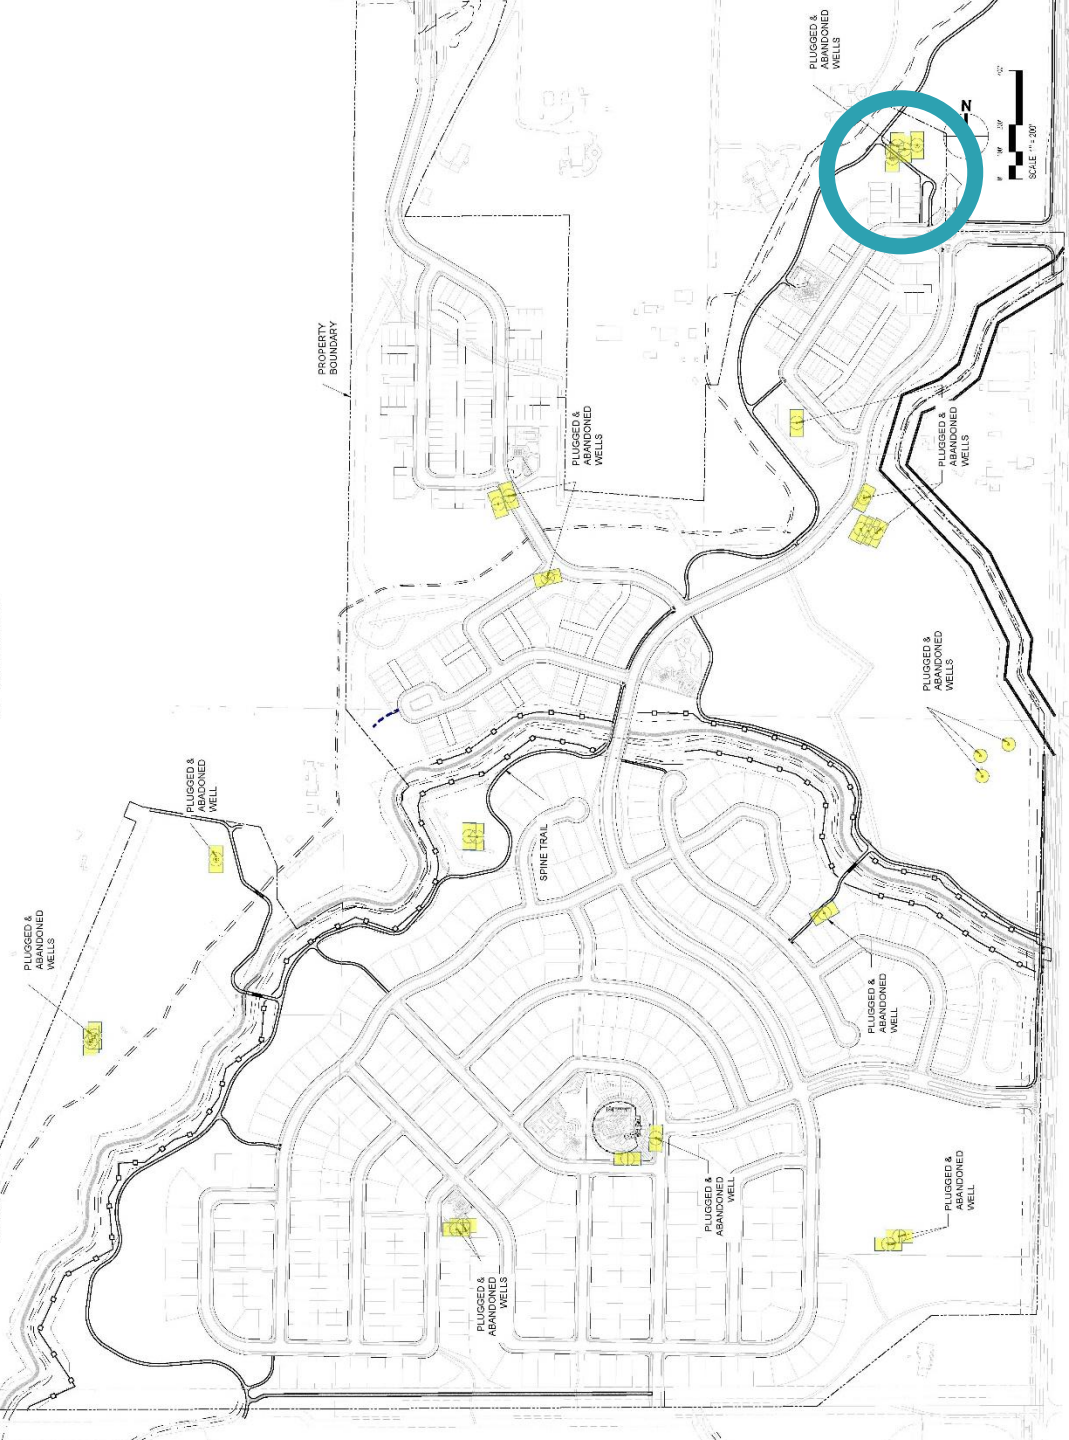 PLUGGED &
ABANDONED
WELLS
N
SCALE: 1" = 200'
PROPERTY
BOUNDARY
PLUGGED &
ABANDONED
WELLS
PLUGGED &
ABANDONED
WELLS
PLUGGED &
ABANDONED
WELLS
PLUGGED &
ABADONED
WELL
SPINE TRAIL
PLUGGED &
ABANDONED
WELLS
PLUGGED &
ABANDONED
WELL
PLUGGED &
ABANDONED
WELL
PLUGGED &
ABANDONED
WELL
PLUGGED &
ABANDONED
WELLS